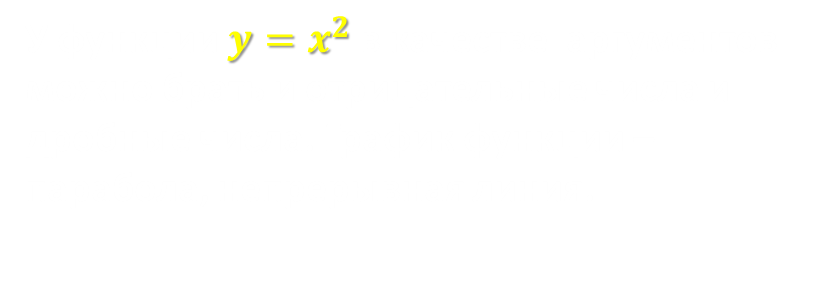 y = x²